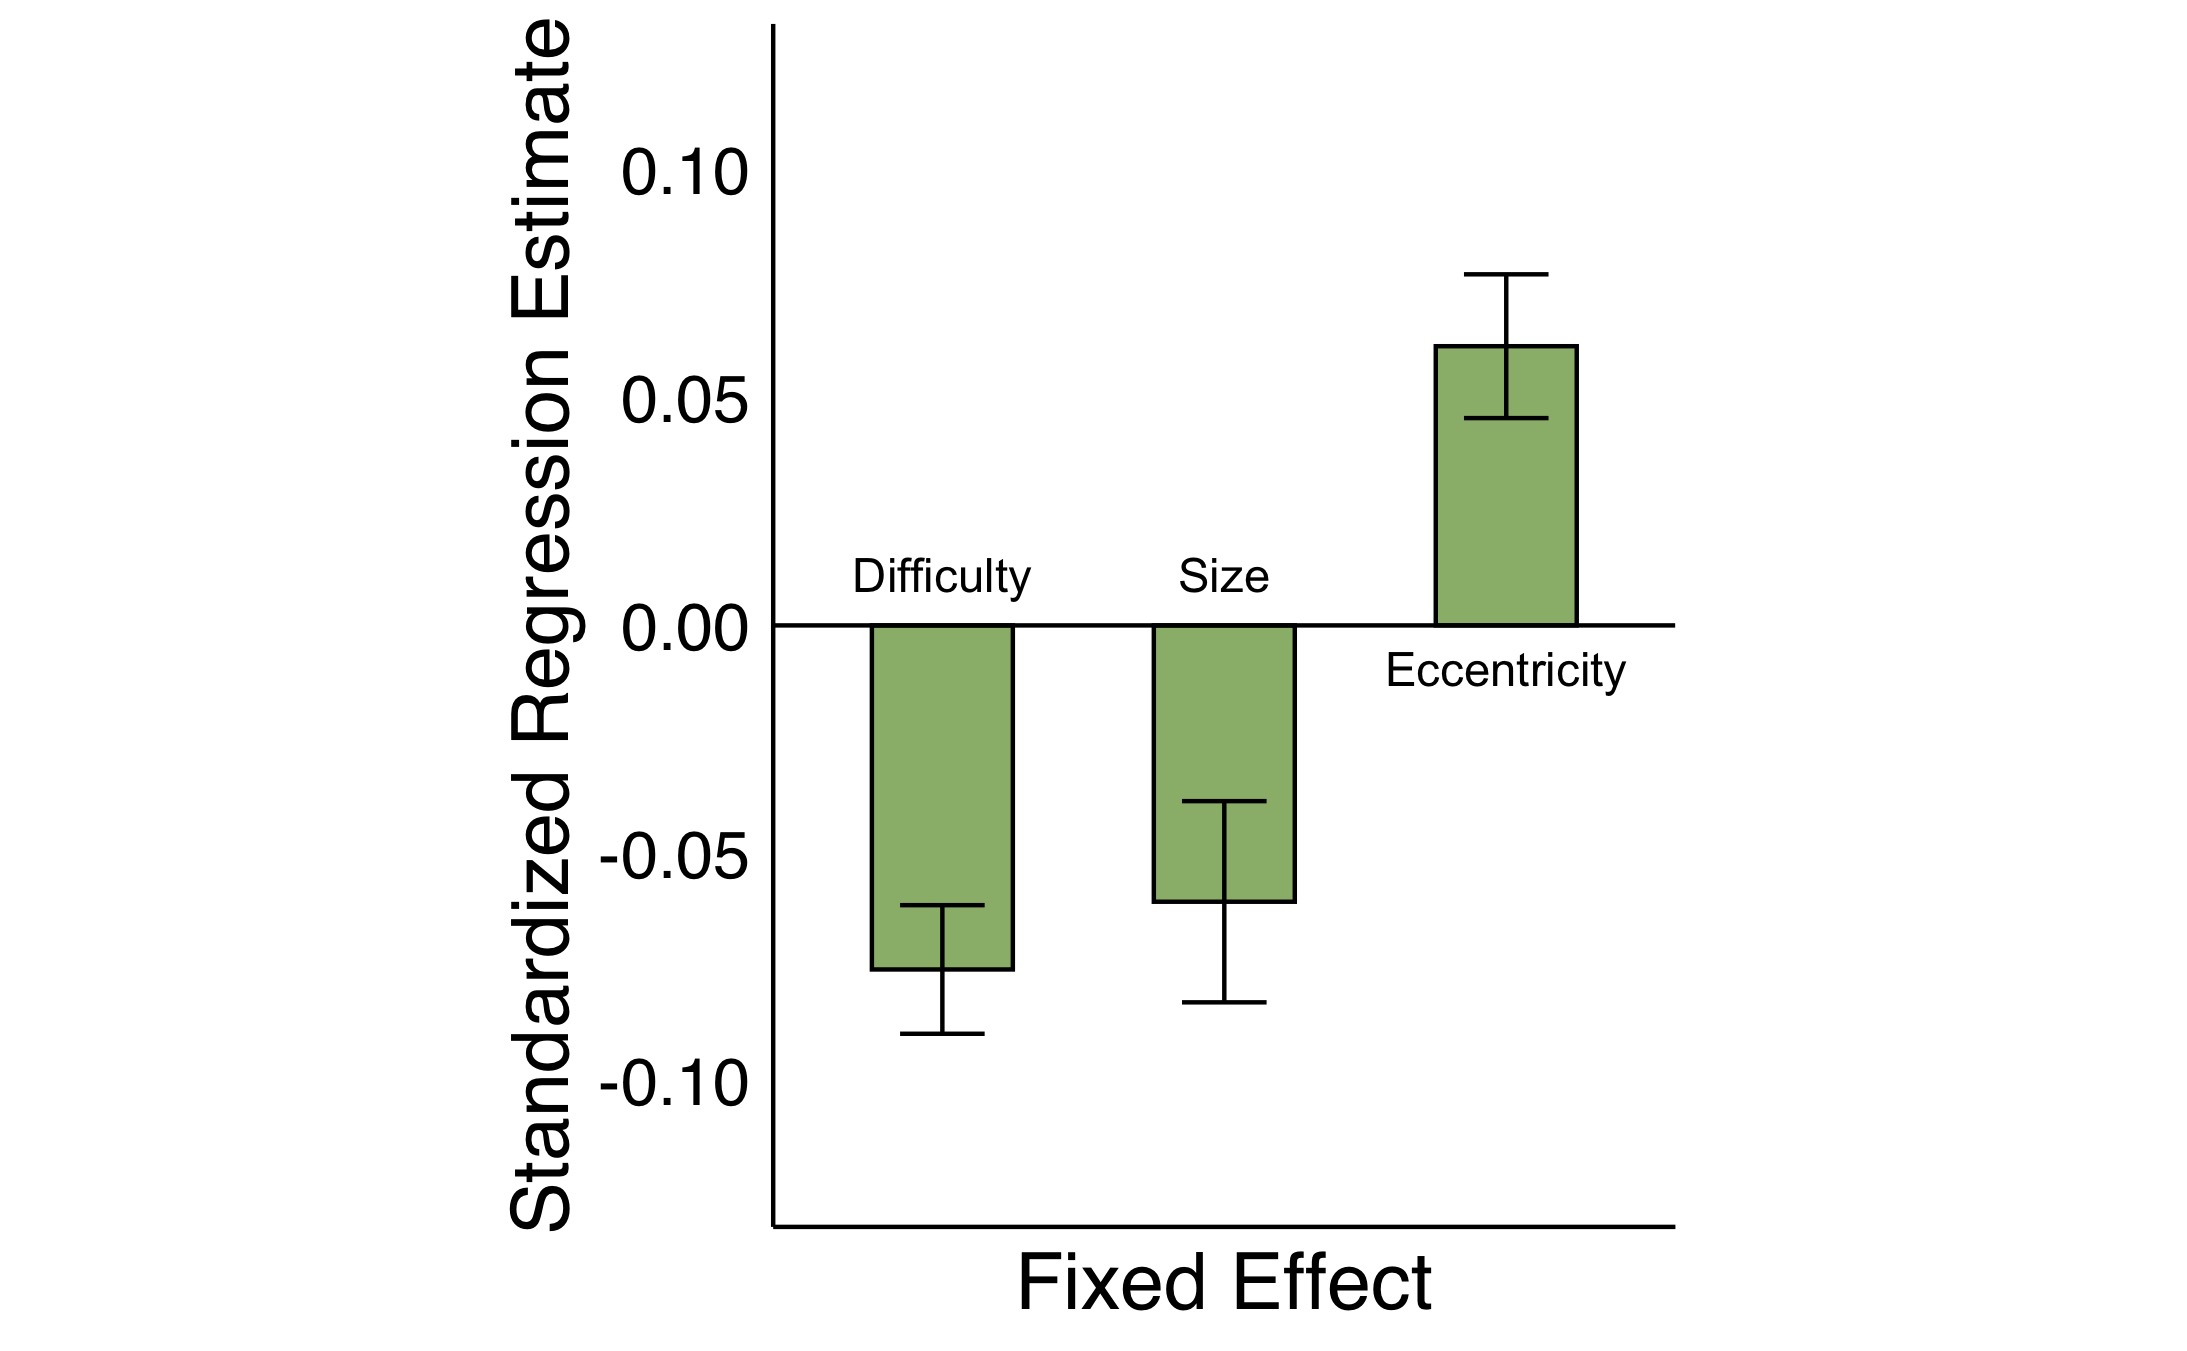 Standardized Regression Estimate
0.10
0.05
0.00
-0.05
-0.10
Difficulty
Size
Eccentricity
Fixed Effect